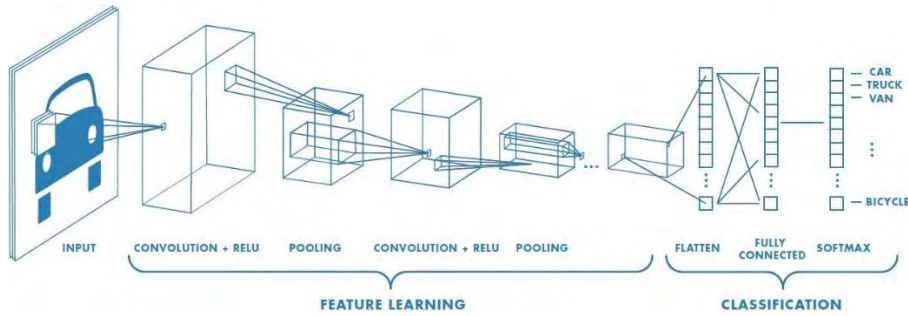 CAR
TRUCK
VAN
BICYCLE
INPUT
CONVOLUTION + RELU
POOLING
CONVOLUTION + RELU
POOLING
FLATTEN
FULLY
CONNECTED
SOFTMAX
FEATURE LEARNING
CLASSIFICATION